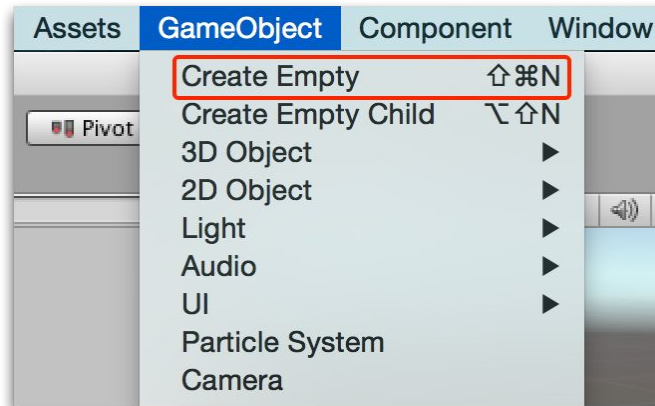 Assets GameObject Component Window
Create Empty ⇧⌘N
Pivot
Create Empty Child ⌥⇧N
3D Object ▶
2D Object ▶
Light ▶
Audio ▶
UI ▶
Particle System
Camera